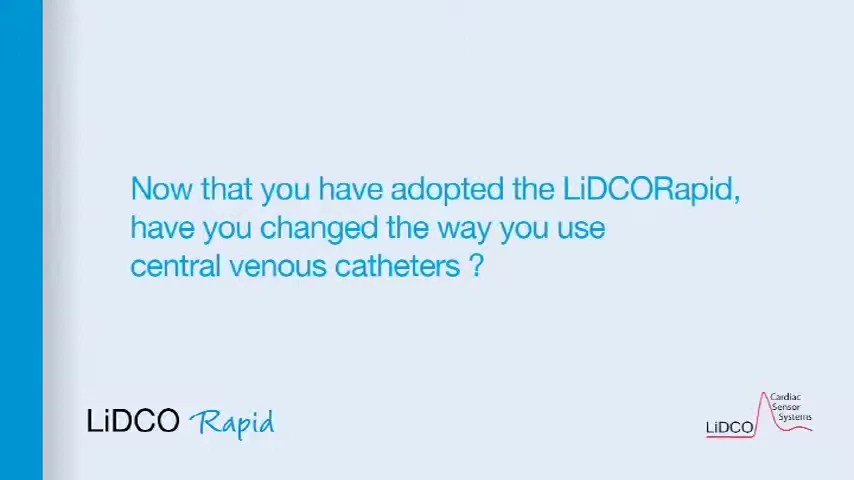 Now that you have adopted the LiDCORapid,
have you changed the way you use
central venous catheters ?
LiDCO Rapid
Cardiac
Sensor
Systems
LiDCO